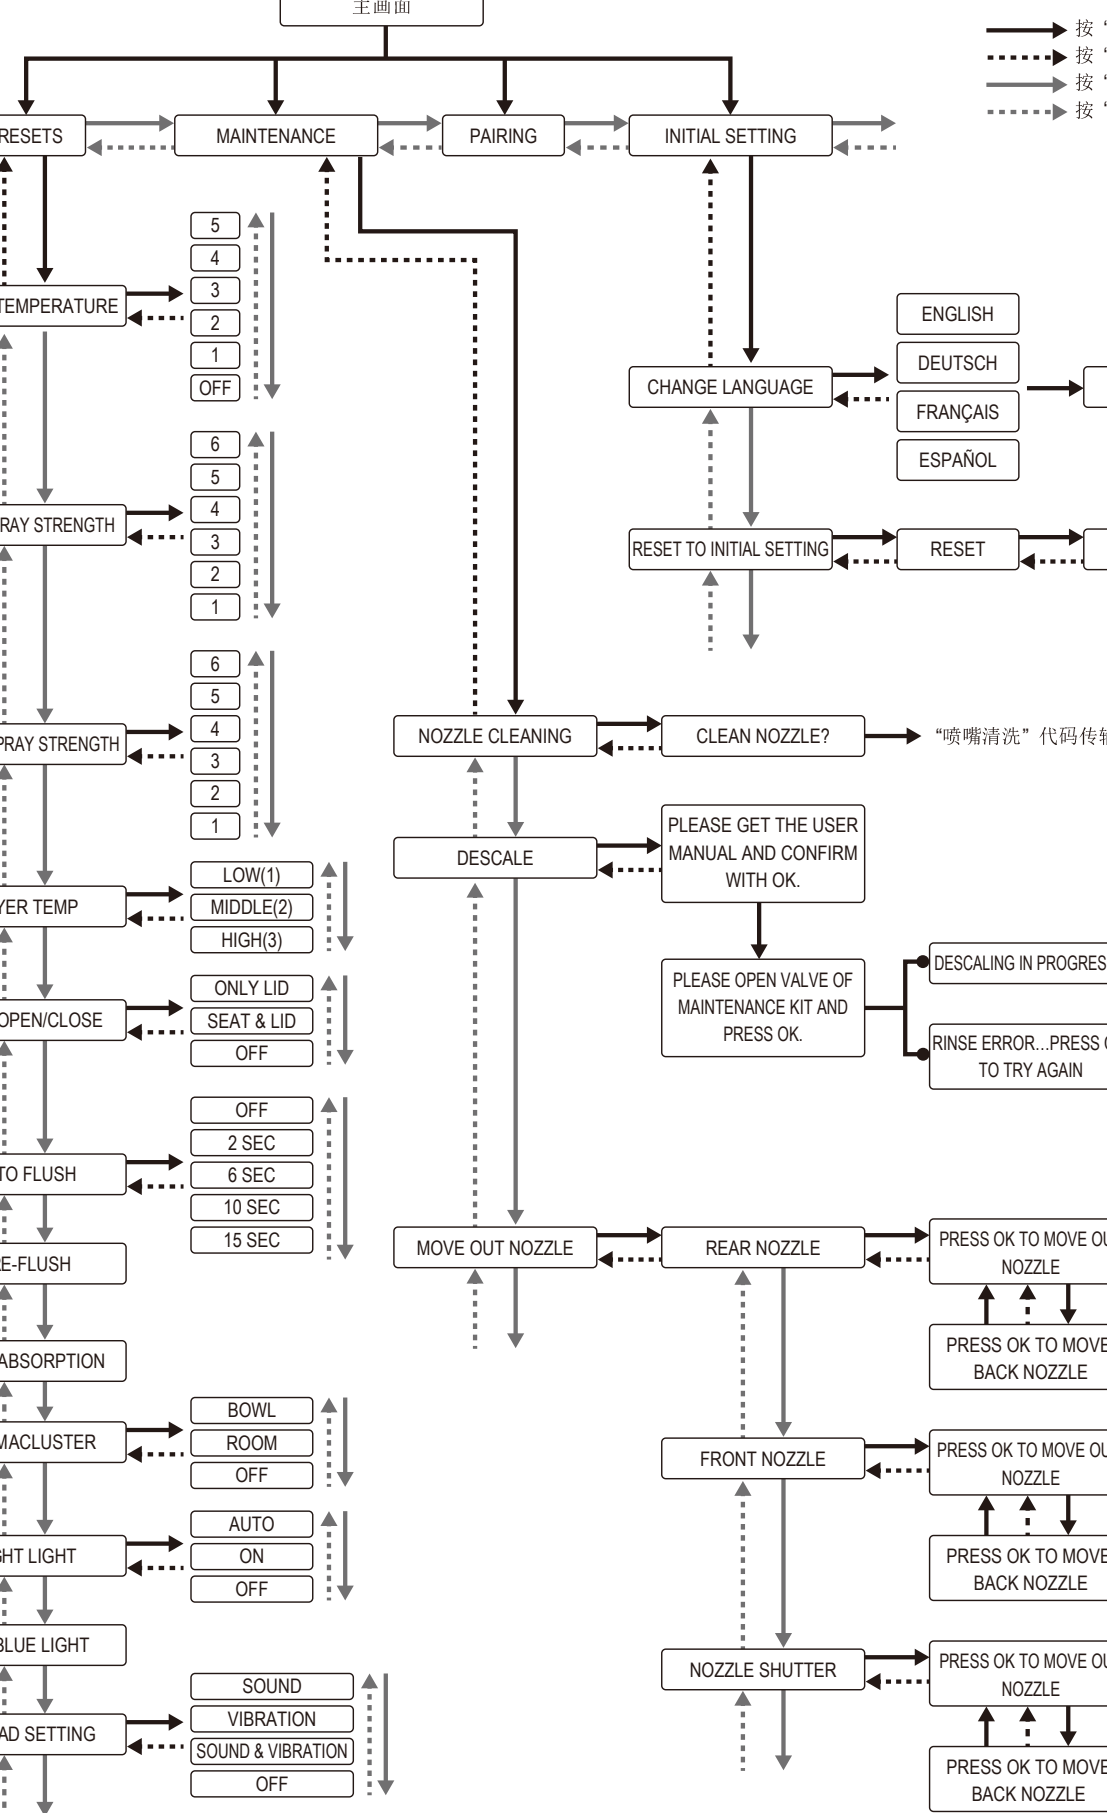 主画面
按“
按“
按“
按“
RESETS
MAINTENANCE
PAIRING
INITIAL SETTING
5
4
3
2
1
OFF
TEMPERATURE
6
5
4
3
2
1
RAY STRENGTH
6
5
4
3
2
1
PRAY STRENGTH
LOW(1)
MIDDLE(2)
HIGH(3)
YER TEMP
ONLY LID
SEAT & LID
OFF
OPEN/CLOSE
OFF
2 SEC
6 SEC
10 SEC
15 SEC
TO FLUSH
E-FLUSH
ABSORPTION
BOWL
ROOM
OFF
MACLUSTER
AUTO
ON
OFF
GHT LIGHT
BLUE LIGHT
SOUND
VIBRATION
SOUND & VIBRATION
OFF
AD SETTING
ENGLISH
DEUTSCH
FRANÇAIS
ESPAÑOL
CHANGE LANGUAGE
RESET TO INITIAL SETTING
RESET
NOZZLE CLEANING
CLEAN NOZZLE?
“喷嘴清洗”代码传输
DESCALE
PLEASE GET THE USER
MANUAL AND CONFIRM
WITH OK.
PLEASE OPEN VALVE OF
MAINTENANCE KIT AND
PRESS OK.
DESCALING IN PROGRES
RINSE ERROR...PRESS O
TO TRY AGAIN
MOVE OUT NOZZLE
REAR NOZZLE
PRESS OK TO MOVE OU
NOZZLE
PRESS OK TO MOVE
BACK NOZZLE
FRONT NOZZLE
PRESS OK TO MOVE OU
NOZZLE
PRESS OK TO MOVE
BACK NOZZLE
NOZZLE SHUTTER
PRESS OK TO MOVE OU
NOZZLE
PRESS OK TO MOVE
BACK NOZZLE